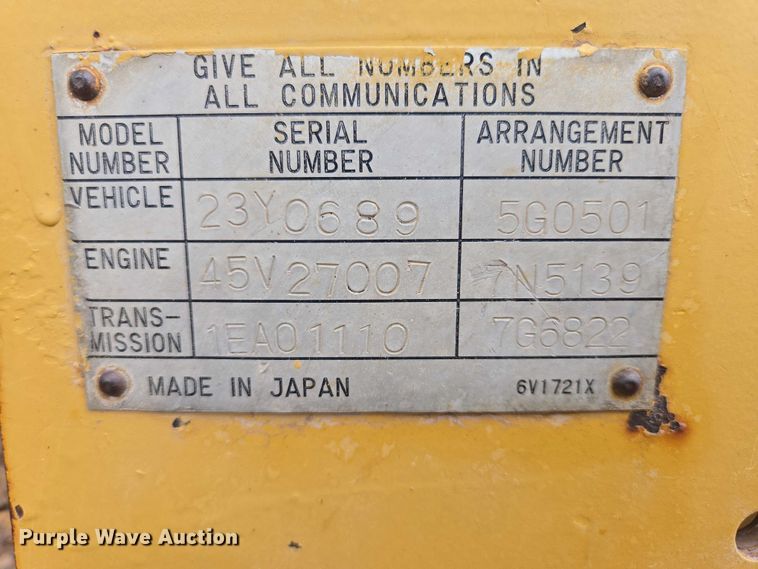 GIVE ALL NUMBERS IN
ALL COMMUNICATIONS
MODEL NUMBER SERIAL NUMBER ARRANGEMENT NUMBER
VEHICLE 23Y0689 5G0501
ENGINE 45V27007 7N5139
TRANS-MISSION 1EA01110 7G6822
MADE IN JAPAN 6V1721X
Purple Wave Auction